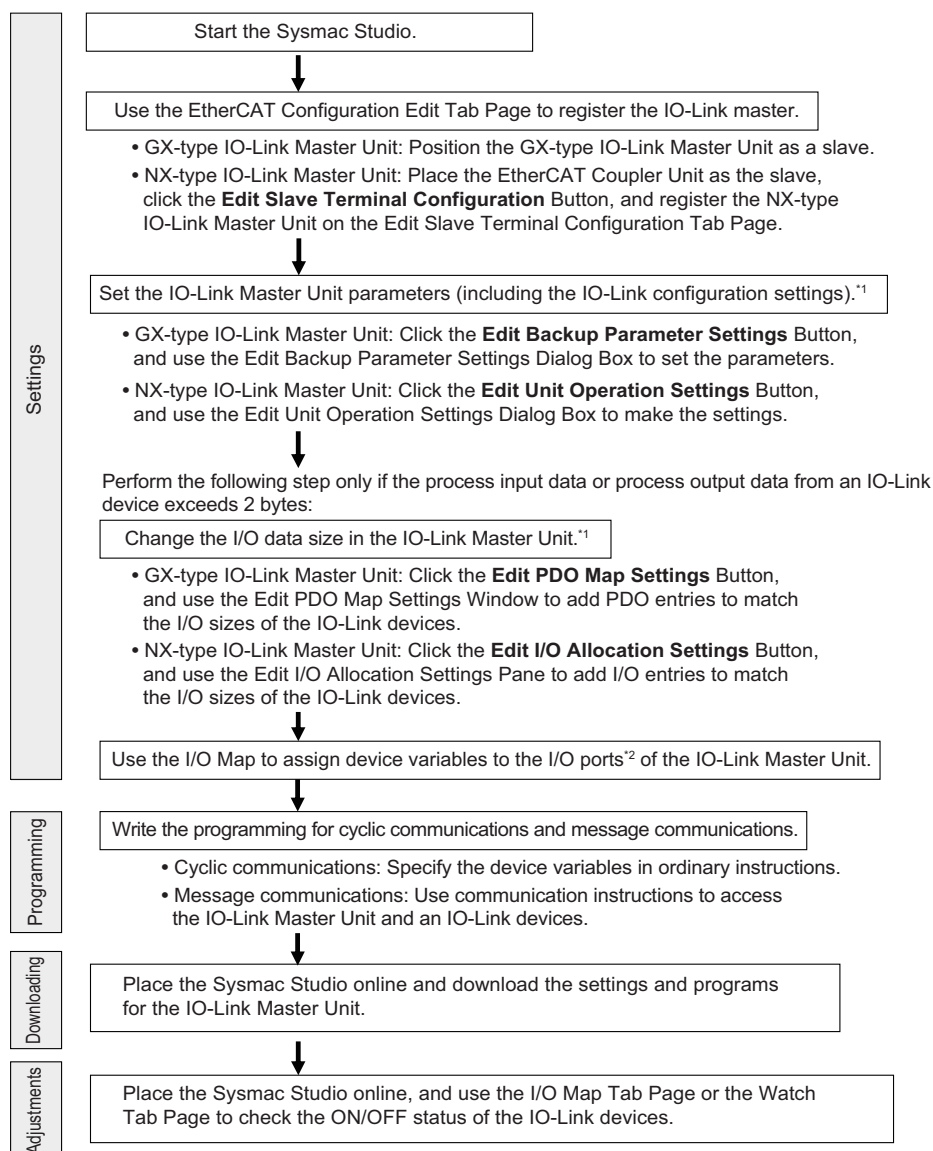 Settings
Start the Sysmac Studio.
Use the EtherCAT Configuration Edit Tab Page to register the IO-Link master.
• GX-type IO-Link Master Unit: Position the GX-type IO-Link Master Unit as a slave.
• NX-type IO-Link Master Unit: Place the EtherCAT Coupler Unit as the slave,
click the Edit Slave Terminal Configuration Button, and register the NX-type
IO-Link Master Unit on the Edit Slave Terminal Configuration Tab Page.
Set the IO-Link Master Unit parameters (including the IO-Link configuration settings).*1
• GX-type IO-Link Master Unit: Click the Edit Backup Parameter Settings Button,
and use the Edit Backup Parameter Settings Dialog Box to set the parameters.
• NX-type IO-Link Master Unit: Click the Edit Unit Operation Settings Button,
and use the Edit Unit Operation Settings Dialog Box to make the settings.
Perform the following step only if the process input data or process output data from an IO-Link
device exceeds 2 bytes:
Change the I/O data size in the IO-Link Master Unit.*1
• GX-type IO-Link Master Unit: Click the Edit PDO Map Settings Button,
and use the Edit PDO Map Settings Window to add PDO entries to match
the I/O sizes of the IO-Link devices.
• NX-type IO-Link Master Unit: Click the Edit I/O Allocation Settings Button,
and use the Edit I/O Allocation Settings Pane to add I/O entries to match
the I/O sizes of the IO-Link devices.
Use the I/O Map to assign device variables to the I/O ports*2 of the IO-Link Master Unit.
Programming
Write the programming for cyclic communications and message communications.
• Cyclic communications: Specify the device variables in ordinary instructions.
• Message communications: Use communication instructions to access
the IO-Link Master Unit and an IO-Link devices.
Downloading
Place the Sysmac Studio online and download the settings and programs
for the IO-Link Master Unit.
Adjustments
Place the Sysmac Studio online, and use the I/O Map Tab Page or the Watch
Tab Page to check the ON/OFF status of the IO-Link devices.